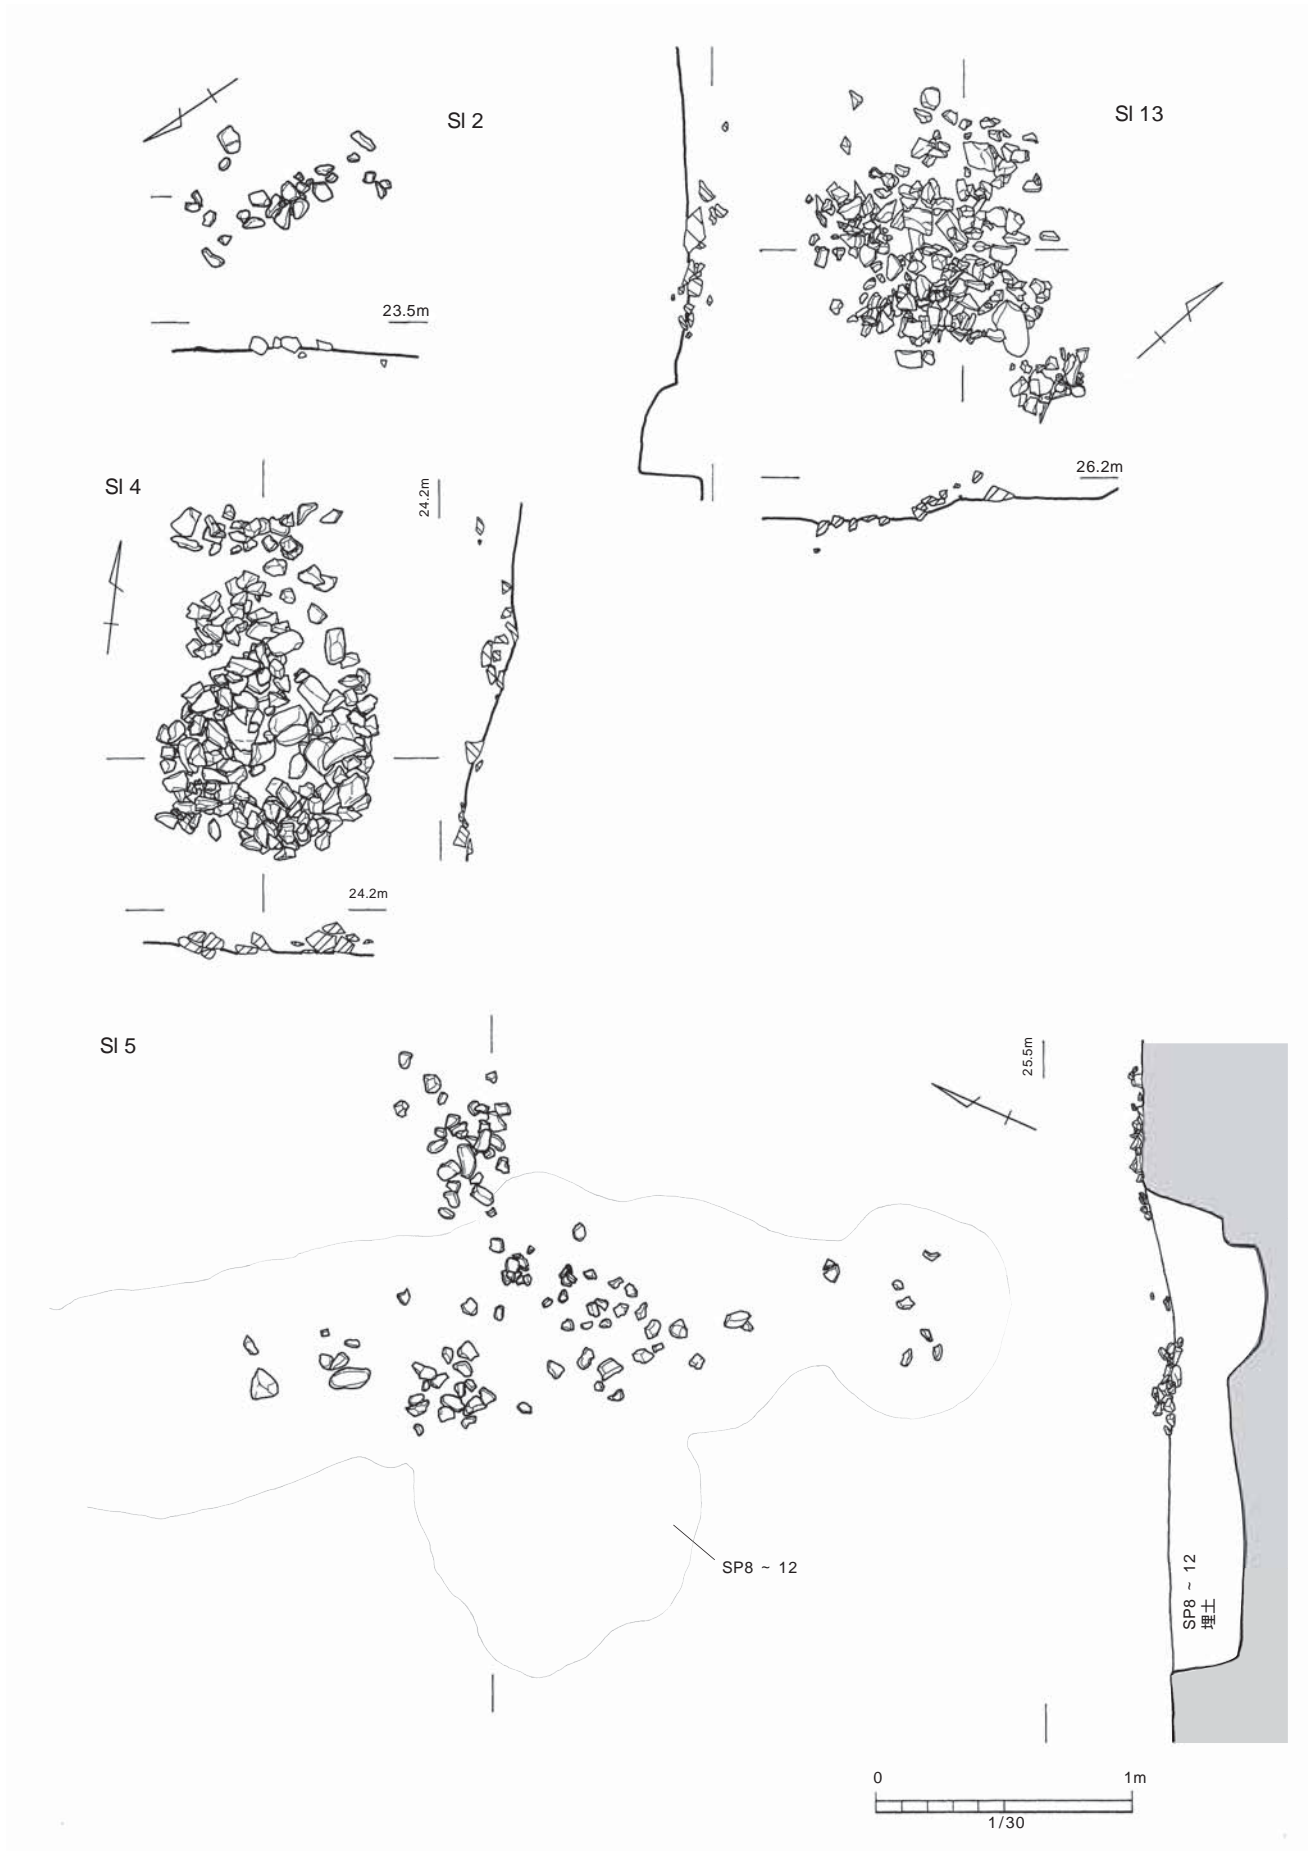 SI 2
SI 13
23.5m
26.2m
SI 4
24.2m
24.2m
SI 5
25.5m
SP8 ~ 12
SP8 ~ 12
埋土
0 1m
1/30